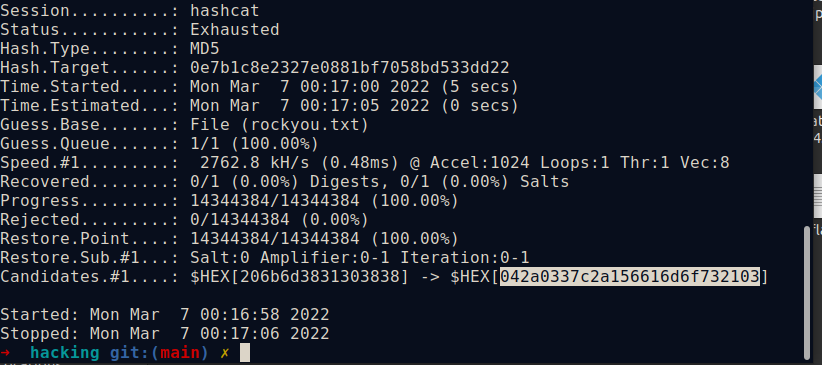 Session..........: hashcat
Status...........: Exhausted
Hash.Type........: MD5
Hash.Target......: 0e7b1c8e2327e0881bf7058bd533dd22
Time.Started.....: Mon Mar  7 00:17:00 2022 (5 secs)
Time.Estimated...: Mon Mar  7 00:17:05 2022 (0 secs)
Guess.Base.......: File (rockyou.txt)
Guess.Queue......: 1/1 (100.00%)
Speed.#1.........:  2762.8 kH/s (0.48ms) @ Accel:1024 Loops:1 Thr:1 Vec:8
Recovered........: 0/1 (0.00%) Digests, 0/1 (0.00%) Salts
Progress.........: 14344384/14344384 (100.00%)
Rejected.........: 0/14344384 (0.00%)
Restore.Point....: 14344384/14344384 (100.00%)
Restore.Sub.#1...: Salt:0 Amplifier:0-1 Iteration:0-1
Candidates.#1....: $HEX[206b6d3831303838] -> $HEX[042a0337c2a156616d6f732103]
Started: Mon Mar  7 00:16:58 2022
Stopped: Mon Mar  7 00:17:06 2022
➜  hacking git:(main) ✗